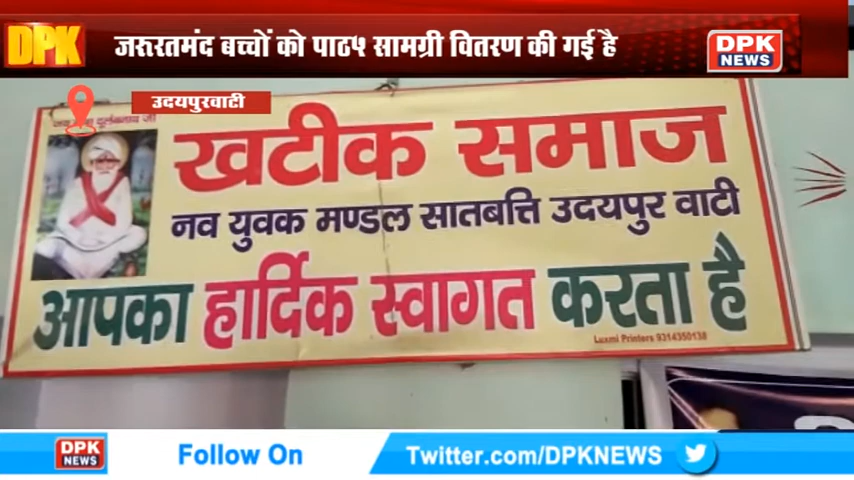 DPK
जरूरतमंद बच्चों को पाठ५ सामग्री वितरण की गई है
DPK
NEWS
उदयपुरवाटी
खटीक समाज
नव युवक मण्डल सातबत्ति उदयपुर वाटी
आपका हार्दिक स्वागत करता है
Luxmi Printers 9314350138
DPK
NEWS
Follow On
Twitter.com/DPKNEWS